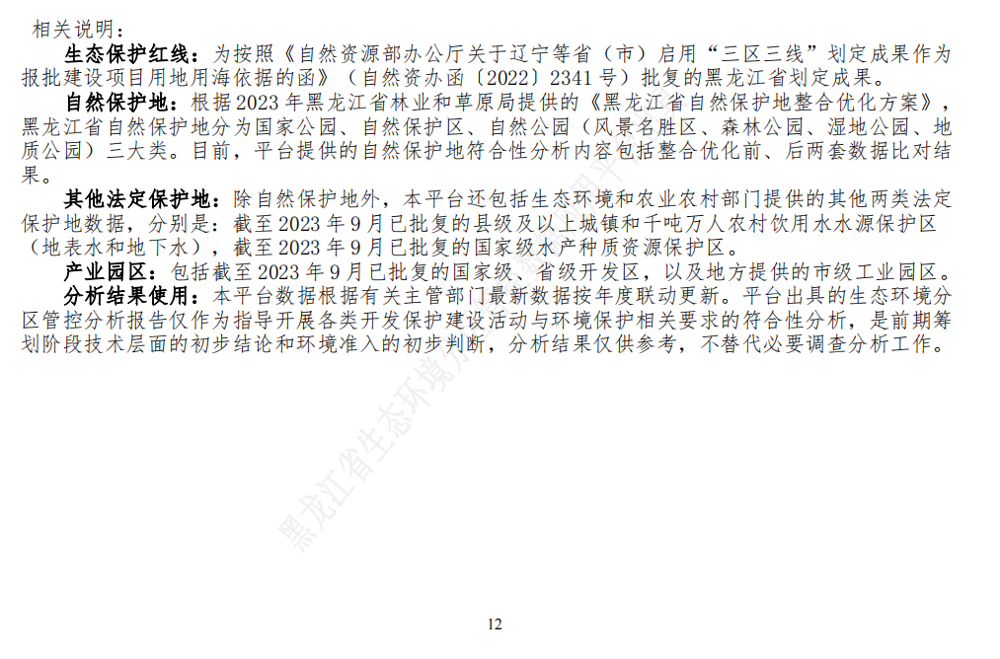 相关说明：
生态保护红线：为按照《自然资源部办公厅关于辽宁等省（市）启用“三区三线”划定成果作为
报批建设项目用地用海依据的函》（自然资办函〔2022〕2341号）批复的黑龙江省划定成果。
自然保护地：根据2023年黑龙江省林业和草原局提供的《黑龙江省自然保护地整合优化方案》，
黑龙江省自然保护地分为国家公园、自然保护区、自然公园（风景名胜区、森林公园、湿地公园、地
质公园）三大类。目前，平台提供的自然保护地符合性分析内容包括整合优化前、后两套数据比对结
果。
其他法定保护地：除自然保护地外，本平台还包括生态环境和农业农村部门提供的其他两类法定
保护地数据，分别是：截至2023年9月已批复的县级及以上城镇和千吨万人农村饮用水水源保护区
（地表水和地下水），截至2023年9月已批复的国家级水产种质资源保护区。
产业园区：包括截至2023年9月已批复的国家级、省级开发区，以及地方提供的市级工业园区。
分析结果使用：本平台数据根据有关主管部门最新数据按年度联动更新。平台出具的生态环境分
区管控分析报告仅作为指导开展各类开发保护建设活动与环境保护相关要求的符合性分析，是前期筹
划阶段技术层面的初步结论和环境准入的初步判断，分析结果仅供参考，不替代必要调查分析工作。
黑龙江省生态环境分
12